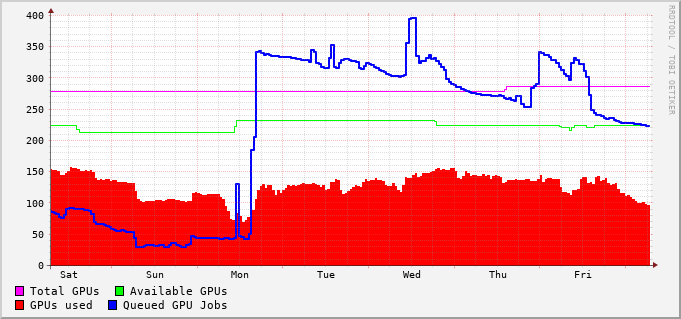 400
350
300
250
200
150
100
50
0
Sat Sun Mon Tue Wed Thu Fri
Total GPUs Available GPUs
GPUs used Queued GPU Jobs
RRDTOOL / TOBI OETIKER